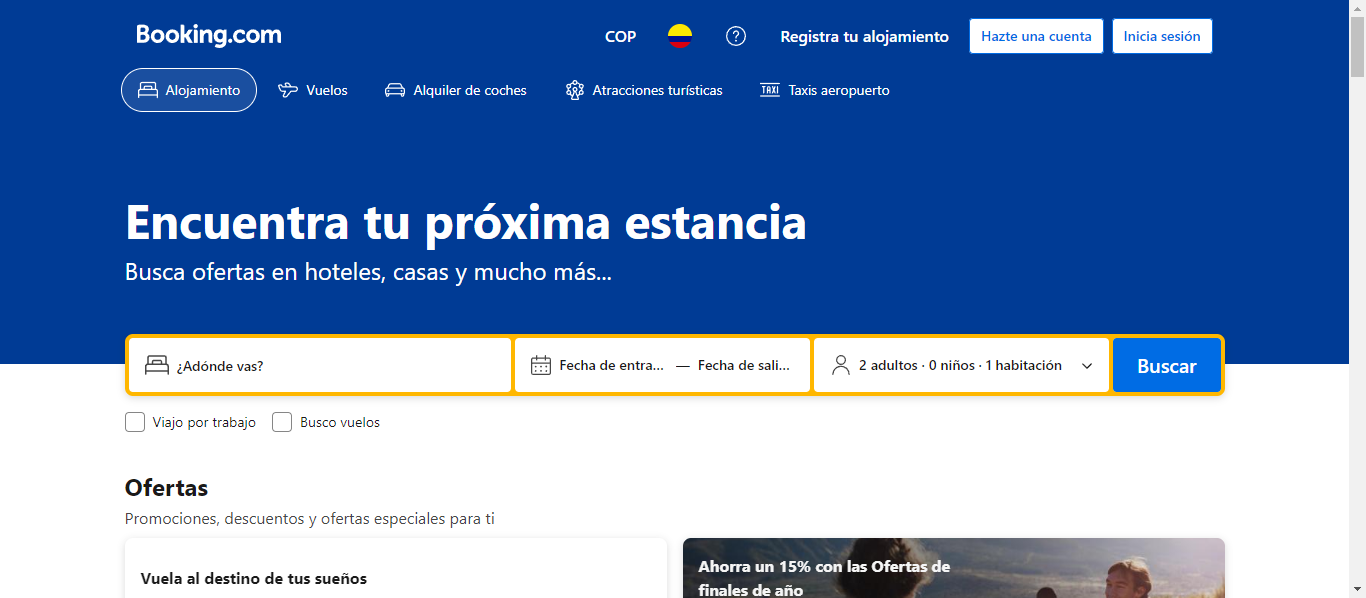 Booking.com
COP
Registra tu alojamiento
Hazte una cuenta
Inicia sesión
Alojamiento
Vuelos
Alquiler de coches
Atracciones turísticas
TAXI
Taxis aeropuerto
Encuentra tu próxima estancia
Busca ofertas en hoteles, casas y mucho más...
¿Adónde vas?
Fecha de entra... — Fecha de sali...
2 adultos · 0 niños · 1 habitación
Buscar
Viajo por trabajo
Busco vuelos
Ofertas
Promociones, descuentos y ofertas especiales para ti
Vuela al destino de tus sueños
Ahorra un 15% con las Ofertas de
finales de año